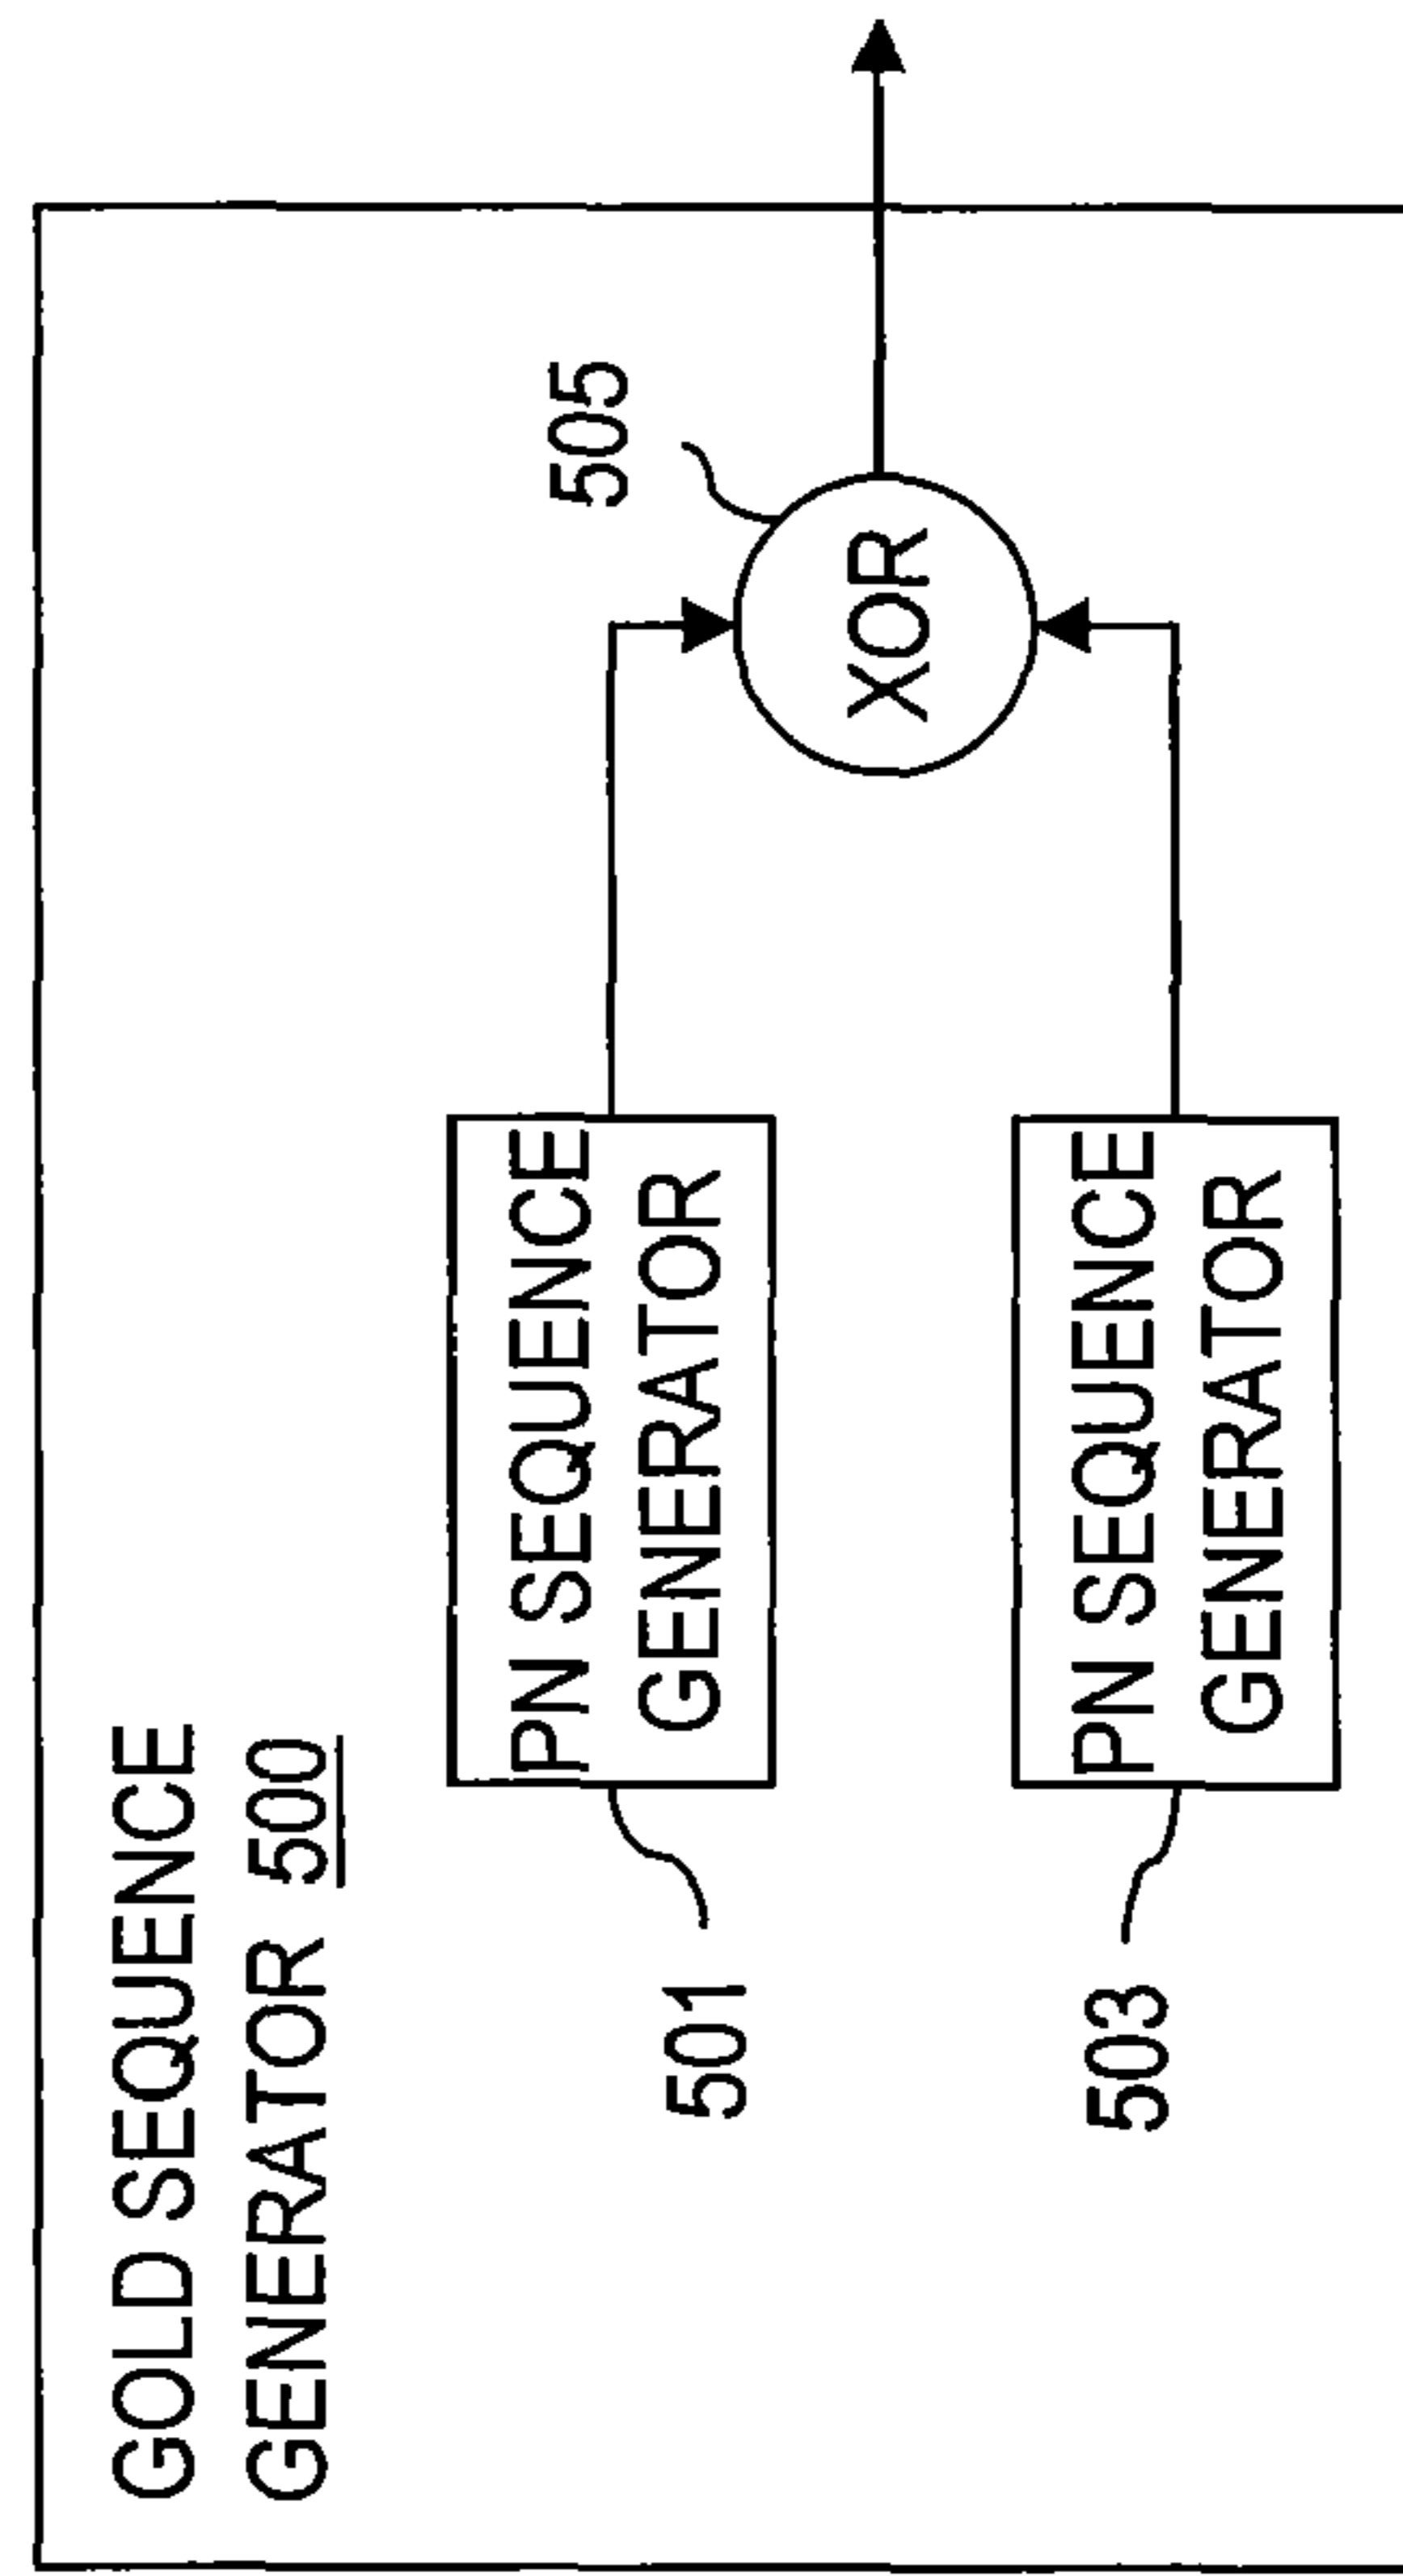 GOLD SEQUENCE
GENERATOR 500
PN SEQUENCE
GENERATOR
501
XOR
505
PN SEQUENCE
GENERATOR
503